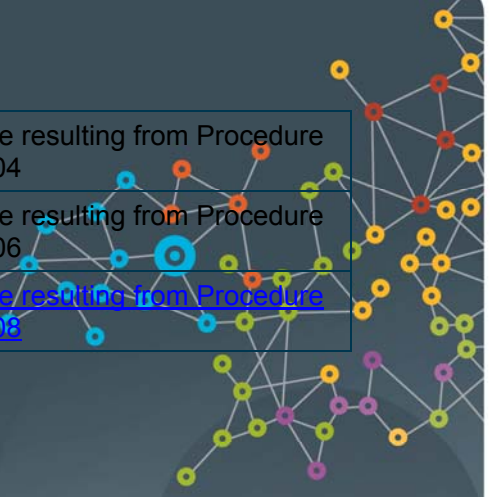 e resulting from Procedure
04
e resulting from Procedure
06
e resulting from Procedure
08